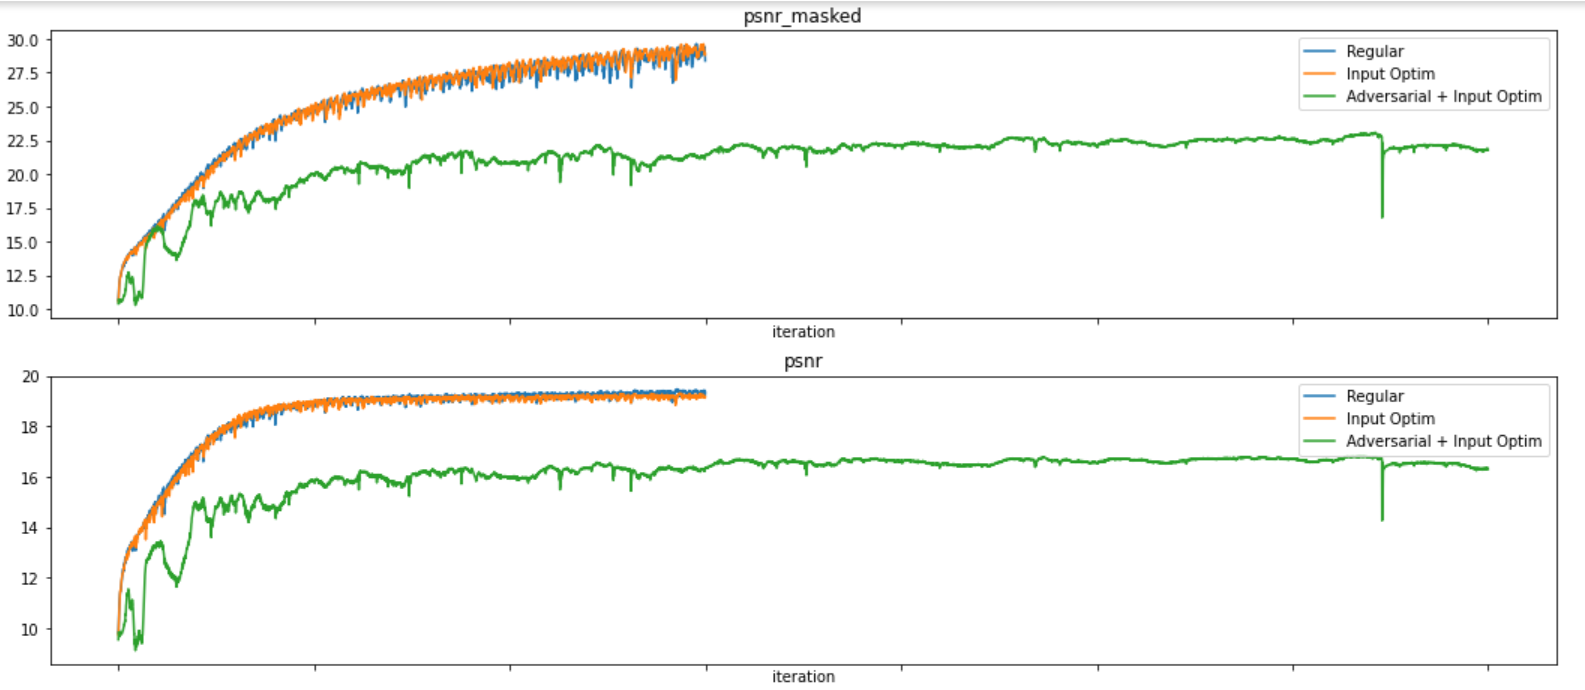 psnr_masked
30.0
27.5
25.0
22.5
20.0
17.5
15.0
12.5
10.0
Regular
Input Optim
Adversarial + Input Optim
iteration
psnr
20
18
16
14
12
10
Regular
Input Optim
Adversarial + Input Optim
iteration